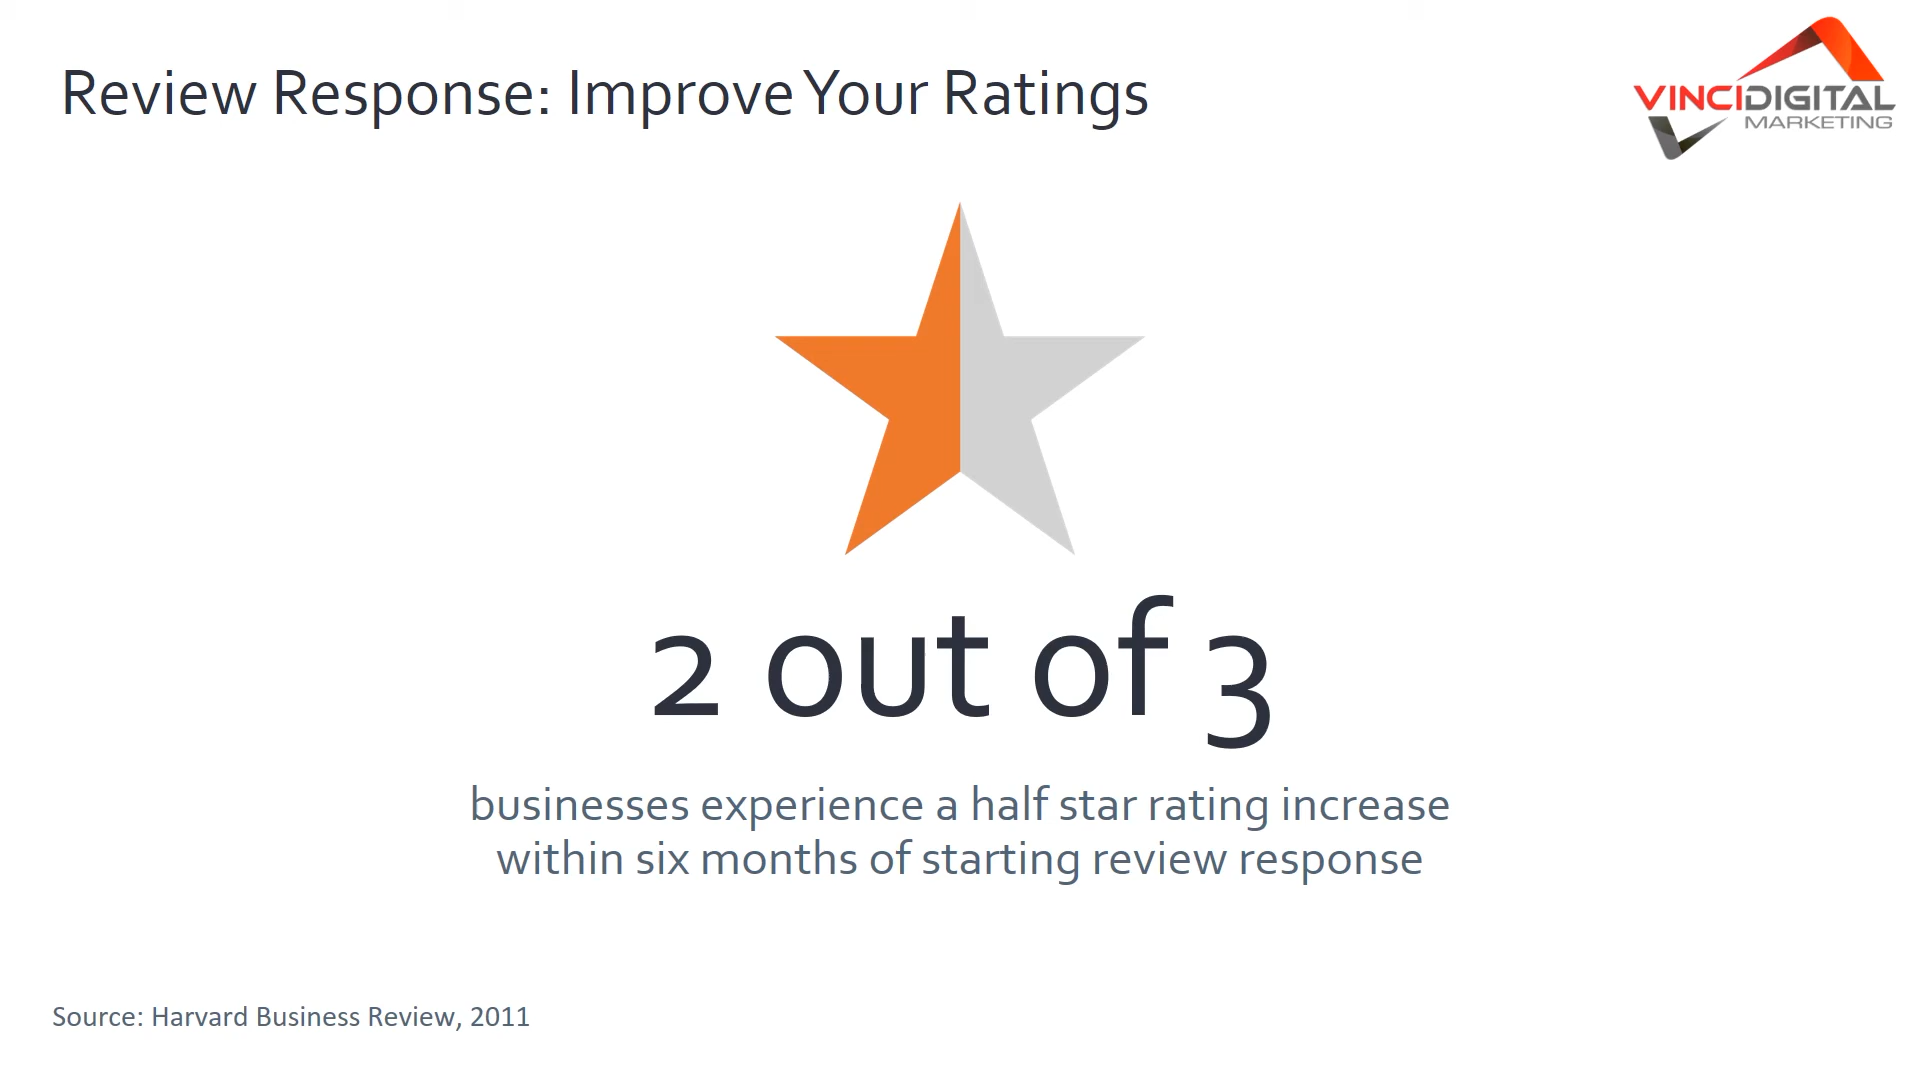 Review Response: Improve Your Ratings
VINCIDIGITAL
MARKETING
2 out of 3
businesses experience a half star rating increase
within six months of starting review response
Source: Harvard Business Review, 2011